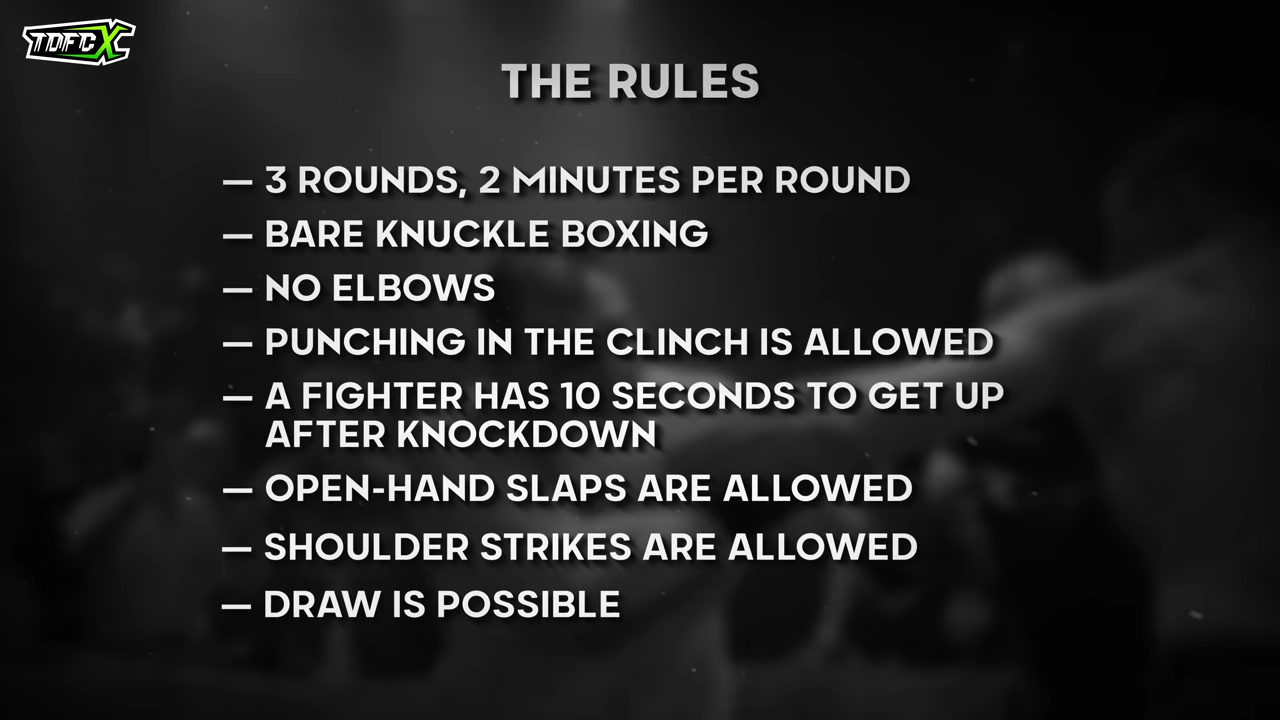 TDFC X
THE RULES
— 3 ROUNDS, 2 MINUTES PER ROUND
— BARE KNUCKLE BOXING
— NO ELBOWS
— PUNCHING IN THE CLINCH IS ALLOWED
— A FIGHTER HAS 10 SECONDS TO GET UP
AFTER KNOCKDOWN
— OPEN-HAND SLAPS ARE ALLOWED
— SHOULDER STRIKES ARE ALLOWED
— DRAW IS POSSIBLE